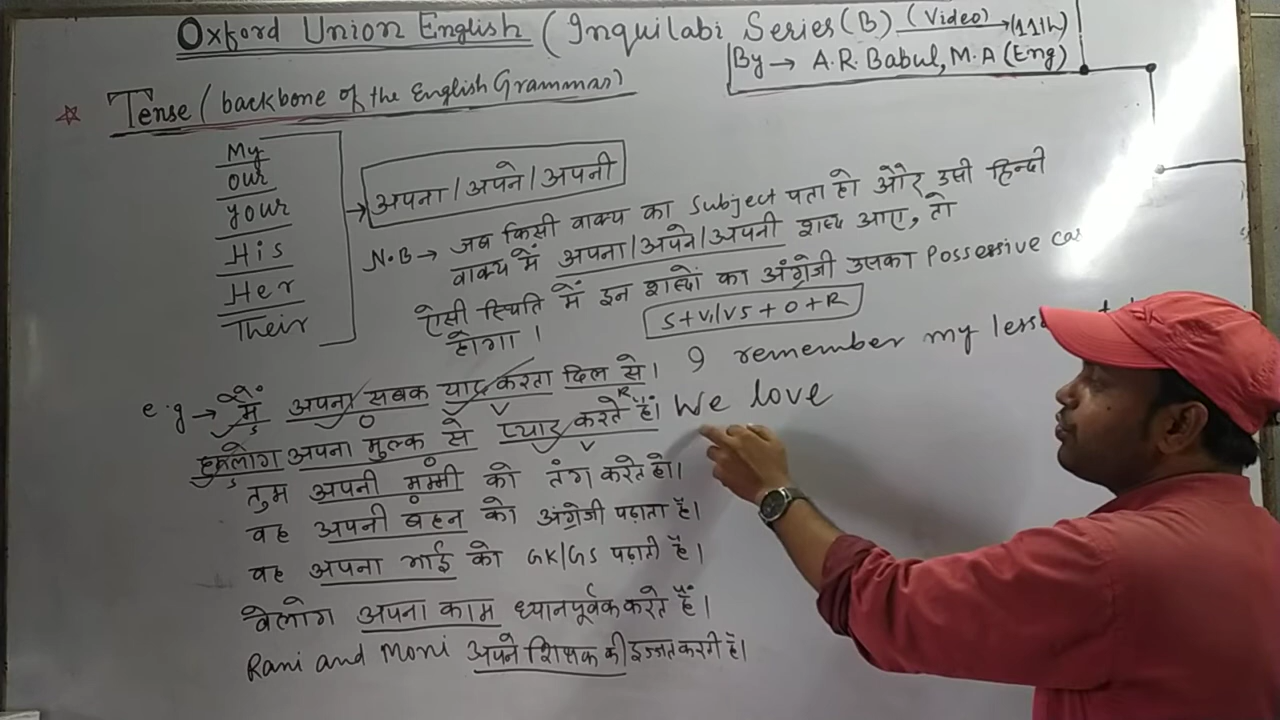 Oxford Union English (Inquilabi Series (B) (Video) → (11th)
By → A.R. Babul, M.A (Eng)
Tense (backbone of the English Grammar)
My
our
your
His
Her
Their
अपना / अपने / अपनी
N.B → जब किसी वाक्य का Subject पता हो और उसी हिन्दी
वाक्य में अपना/अपने/अपनी शब्द आए, तो
ऐसी स्थिति में इन शब्दों का अंग्रेजी उसका Possessive
होगा ।
S + V1/V5 + O + R
e.g → मैं अपना सबक याद करता दिल से। I remember my
S O V R
हमलोग अपना मुल्क से प्यार करते हैं। We love
S O V
तुम अपनी मम्मी को तंग करते हो।
O
वह अपनी बहन को अंग्रेजी पढ़ाता है।
वह अपना भाई को GK/GS पढ़ाती है।
वेलोग अपना काम ध्यानपूर्वक करते हैं।
Rani and Moni अपने शिक्षक की इज्जत करती है।